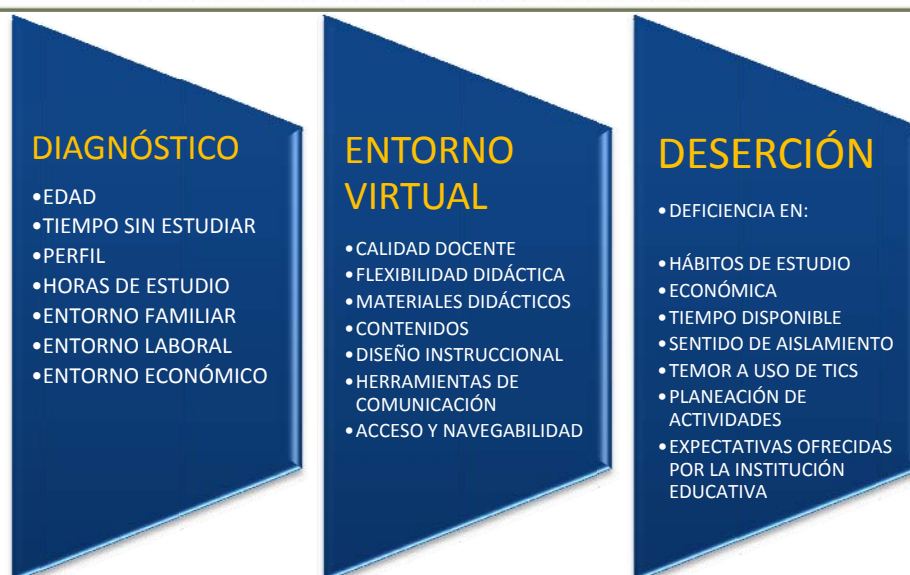 DIAGNÓSTICO
•EDAD
•TIEMPO SIN ESTUDIAR
•PERFIL
•HORAS DE ESTUDIO
•ENTORNO FAMILIAR
•ENTORNO LABORAL
•ENTORNO ECONÓMICO
ENTORNO
VIRTUAL
•CALIDAD DOCENTE
•FLEXIBILIDAD DIDÁCTICA
•MATERIALES DIDÁCTICOS
•CONTENIDOS
•DISEÑO INSTRUCCIONAL
•HERRAMIENTAS DE
COMUNICACIÓN
•ACCESO Y NAVEGABILIDAD
DESERCIÓN
•DEFICIENCIA EN:
•HÁBITOS DE ESTUDIO
•ECONÓMICA
•TIEMPO DISPONIBLE
•SENTIDO DE AISLAMIENTO
•TEMOR A USO DE TICS
•PLANEACIÓN DE
ACTIVIDADES
•EXPECTATIVAS OFRECIDAS
POR LA INSTITUCIÓN
EDUCATIVA